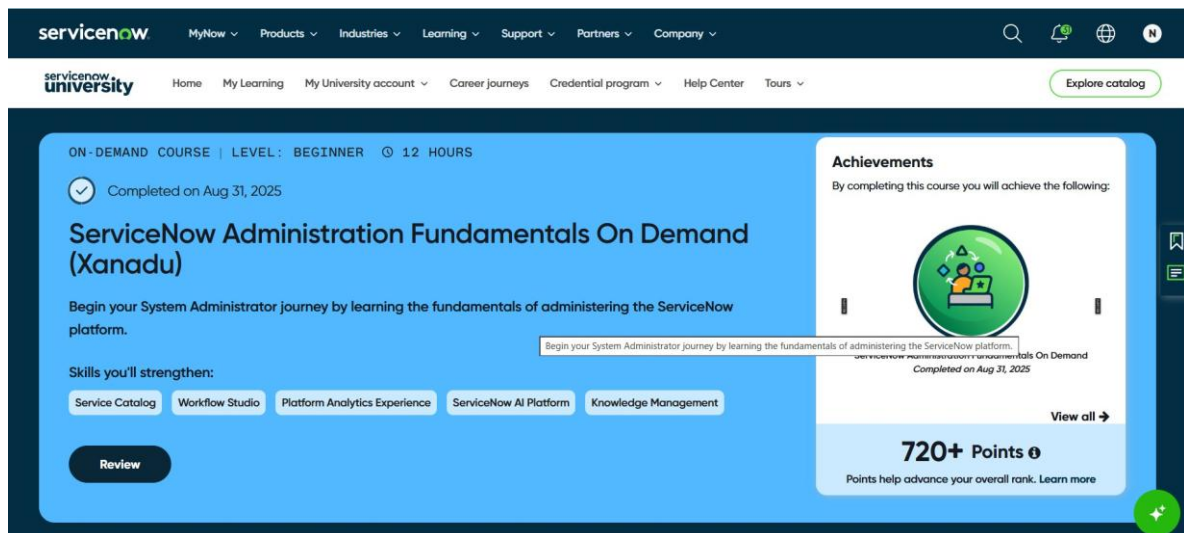 servicenow
MyNow Products Industries Learning Support Partners Company
3
N
servicenow
university
Home My Learning My University account Career journeys Credential program Help Center Tours
Explore catalog
ON-DEMAND COURSE | LEVEL: BEGINNER 12 HOURS
Completed on Aug 31, 2025
ServiceNow Administration Fundamentals On Demand
(Xanadu)
Begin your System Administrator journey by learning the fundamentals of administering the ServiceNow
platform.
Begin your System Administrator journey by learning the fundamentals of administering the ServiceNow platform.
Skills you'll strengthen:
Service Catalog Workflow Studio Platform Analytics Experience ServiceNow AI Platform Knowledge Management
Review
Achievements
By completing this course you will achieve the following:
ServiceNow Administration Fundamentals On Demand
Completed on Aug 31, 2025
View all →
720+ Points
Points help advance your overall rank. Learn more